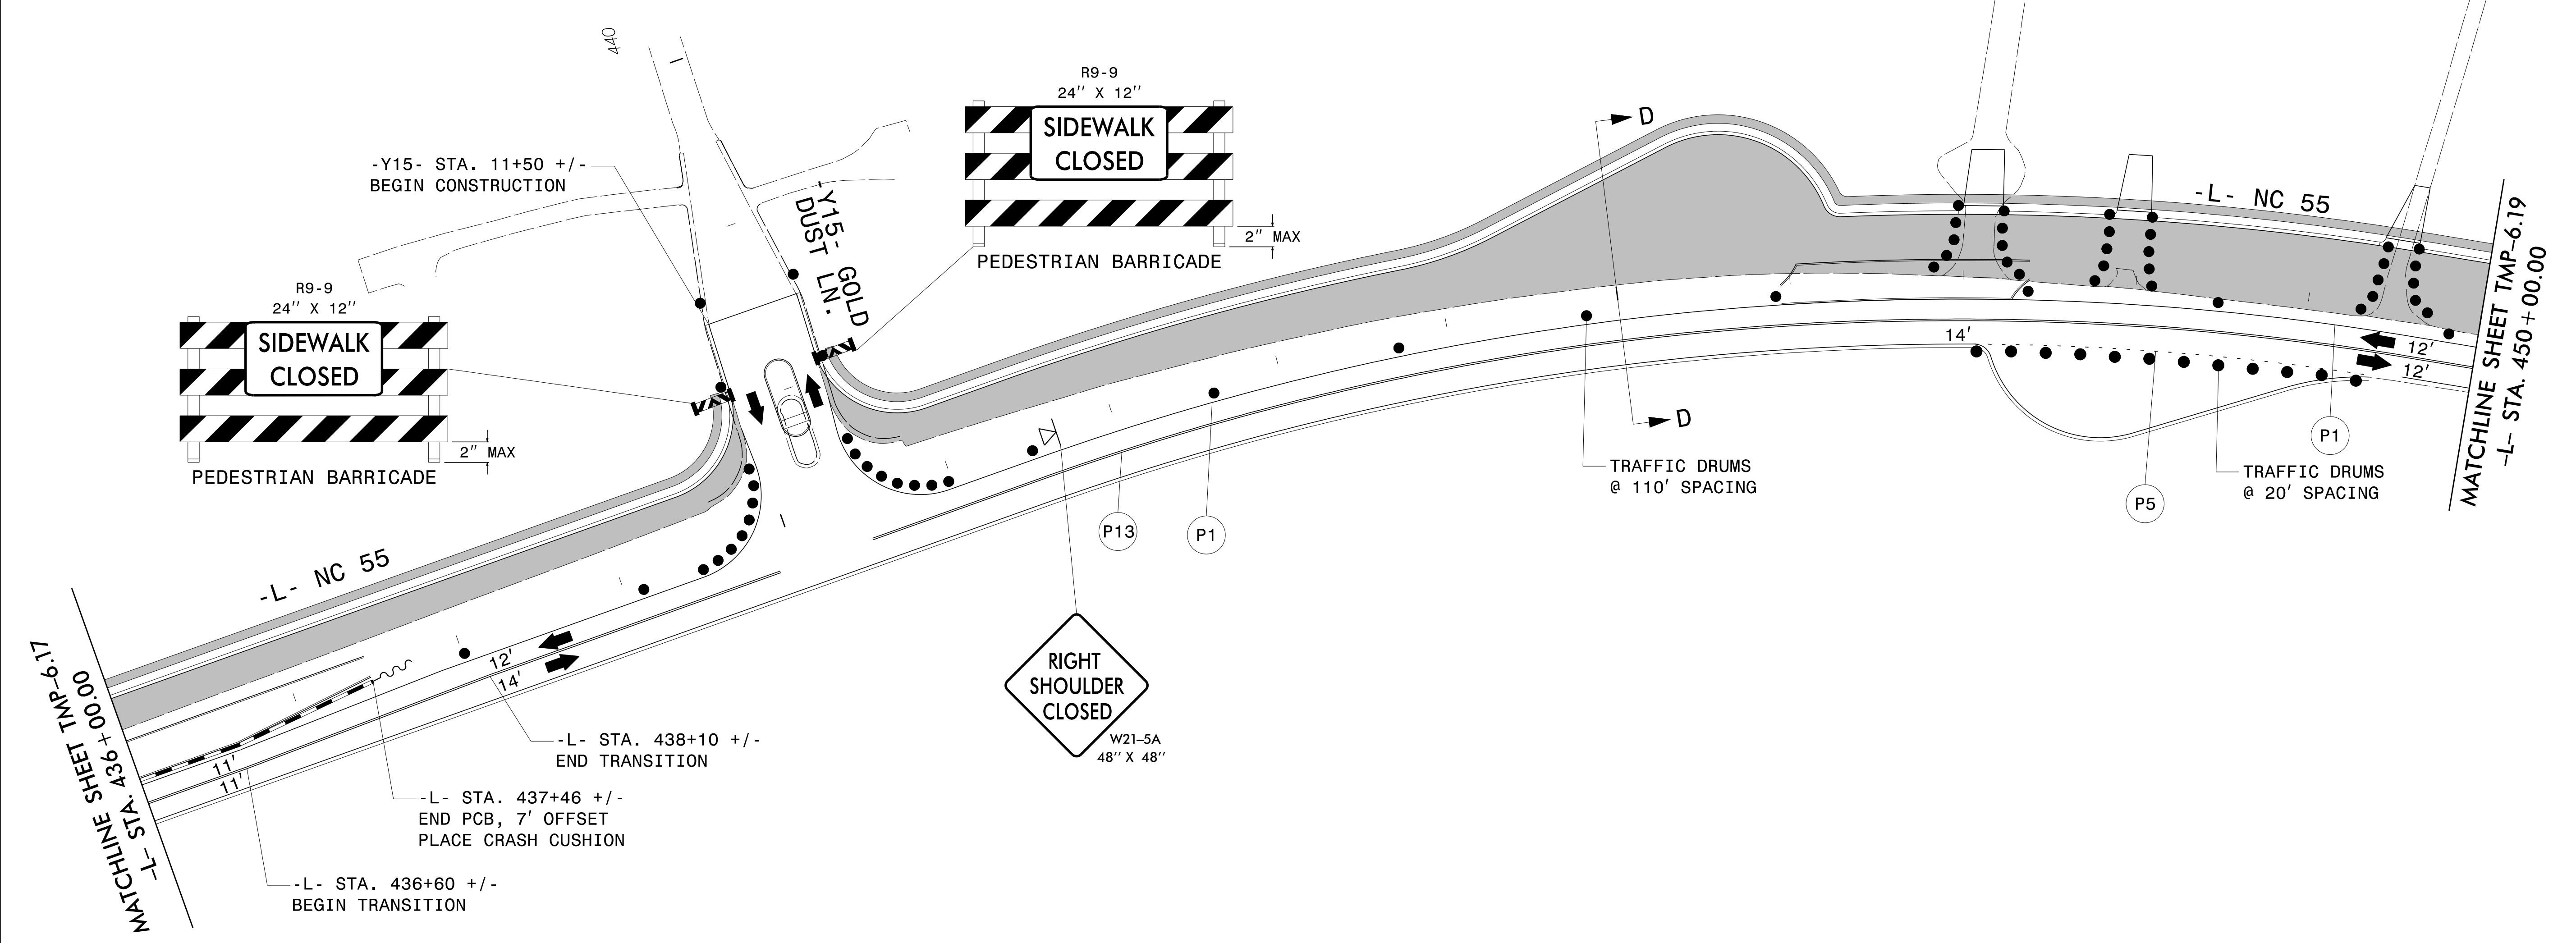 440
R9-9
24" X 12"
SIDEWALK
CLOSED
2" MAX
PEDESTRIAN BARRICADE
-Y15- STA. 11+50 +/-
BEGIN CONSTRUCTION
-Y15- GOLD
DUST LN.
R9-9
24" X 12"
SIDEWALK
CLOSED
2" MAX
PEDESTRIAN BARRICADE
D
D
-L- NC 55
14'
12'
12'
MATCHLINE SHEET TMP-6.19
-L- STA. 450+00.00
P1
TRAFFIC DRUMS
@ 110' SPACING
TRAFFIC DRUMS
@ 20' SPACING
P5
P13
P1
-L- NC 55
MATCHLINE SHEET TMP-6.17
-L- STA. 436+00.00
12'
14'
11'
11'
RIGHT
SHOULDER
CLOSED
W21-5A
48" X 48"
-L- STA. 438+10 +/-
END TRANSITION
-L- STA. 437+46 +/-
END PCB, 7' OFFSET
PLACE CRASH CUSHION
-L- STA. 436+60 +/-
BEGIN TRANSITION